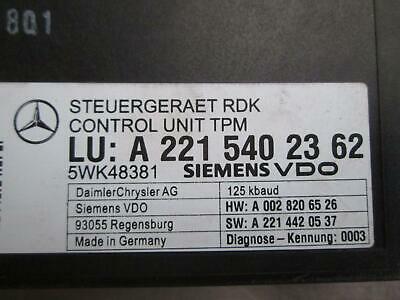 8Q1
STEUERGERAET RDK
CONTROL UNIT TPM
LU: A 221 540 23 62
5WK48381 SIEMENS VDO
DaimlerChrysler AG 125 kbaud
Siemens VDO HW: A 002 820 65 26
93055 Regensburg SW: A 221 442 05 37
Made in Germany Diagnose - Kennung: 0003